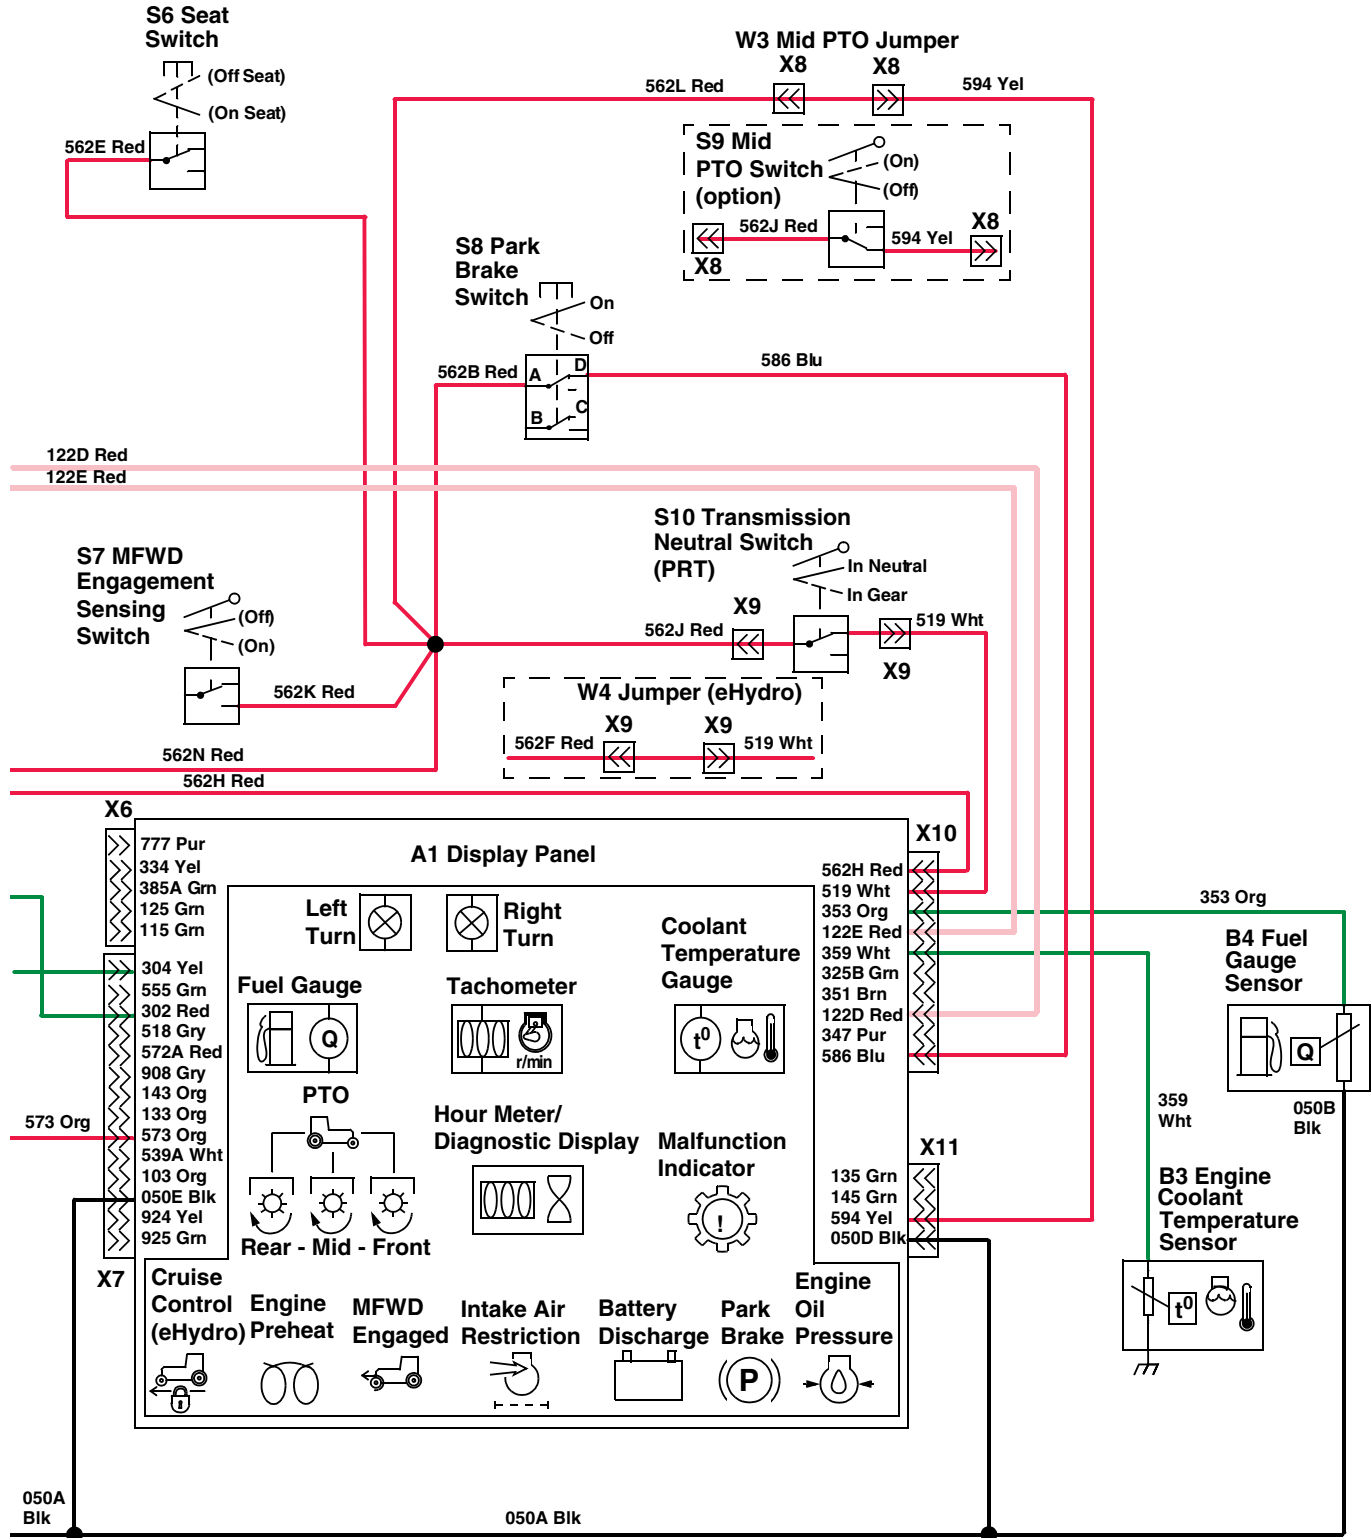 S6 Seat
Switch
(Off Seat)
(On Seat)
562E Red
W3 Mid PTO Jumper
X8
X8
562L Red
594 Yel
S9 Mid
PTO Switch
(option)
(On)
(Off)
562J Red
594 Yel
X8
X8
S8 Park
Brake
Switch
On
Off
562B Red
A
D
B
C
586 Blu
122D Red
122E Red
S10 Transmission
Neutral Switch
(PRT)
In Neutral
In Gear
X9
562J Red
519 Wht
X9
S7 MFWD
Engagement
Sensing
Switch
(Off)
(On)
562K Red
W4 Jumper (eHydro)
X9
X9
562F Red
519 Wht
562N Red
562H Red
X6
777 Pur
334 Yel
385A Grn
125 Grn
115 Grn
304 Yel
555 Grn
302 Red
518 Gry
572A Red
908 Gry
143 Org
133 Org
573 Org
573 Org
539A Wht
103 Org
050E Blk
924 Yel
925 Grn
X7
A1 Display Panel
Left
Turn
Right
Turn
Coolant
Temperature
Gauge
Fuel Gauge
Q
Tachometer
r/min
t⁰
PTO
Rear - Mid - Front
Hour Meter/
Diagnostic Display
Malfunction
Indicator
!
X10
562H Red
519 Wht
353 Org
122E Red
359 Wht
325B Grn
351 Brn
122D Red
347 Pur
586 Blu
X11
135 Grn
145 Grn
594 Yel
050D Blk
353 Org
B4 Fuel
Gauge
Sensor
Q
359
Wht
050B
Blk
B3 Engine
Coolant
Temperature
Sensor
t⁰
Cruise
Control
(eHydro)
Engine
Preheat
MFWD
Engaged
Intake Air
Restriction
Battery
Discharge
Park
Brake
P
Engine
Oil
Pressure
050A
Blk
050A Blk